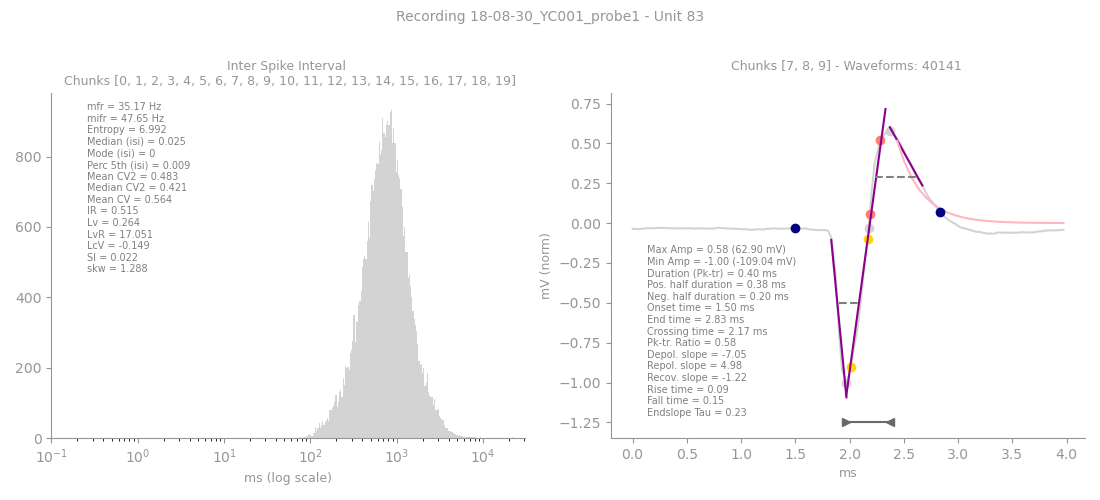 Recording 18-08-30_YC001_probe1 - Unit 83
Inter Spike Interval
Chunks [0, 1, 2, 3, 4, 5, 6, 7, 8, 9, 10, 11, 12, 13, 14, 15, 16, 17, 18, 19]
mfr = 35.17 Hz
mifr = 47.65 Hz
Entropy = 6.992
Median (isi) = 0.025
Mode (isi) = 0
Perc 5th (isi) = 0.009
Mean CV2 = 0.483
Median CV2 = 0.421
Mean CV = 0.564
IR = 0.515
Lv = 0.264
LvR = 17.051
LcV = -0.149
SI = 0.022
skw = 1.288
800
600
400
200
0
10⁻¹ 10⁰ 10¹ 10² 10³ 10⁴
ms (log scale)
Chunks [7, 8, 9] - Waveforms: 40141
0.75
0.50
0.25
0.00
−0.25
−0.50
−0.75
−1.00
−1.25
mV (norm)
Max Amp = 0.58 (62.90 mV)
Min Amp = -1.00 (-109.04 mV)
Duration (Pk-tr) = 0.40 ms
Pos. half duration = 0.38 ms
Neg. half duration = 0.20 ms
Onset time = 1.50 ms
End time = 2.83 ms
Crossing time = 2.17 ms
Pk-tr. Ratio = 0.58
Depol. slope = -7.05
Repol. slope = 4.98
Recov. slope = -1.22
Rise time = 0.09
Fall time = 0.15
Endslope Tau = 0.23
0.0 0.5 1.0 1.5 2.0 2.5 3.0 3.5 4.0
ms